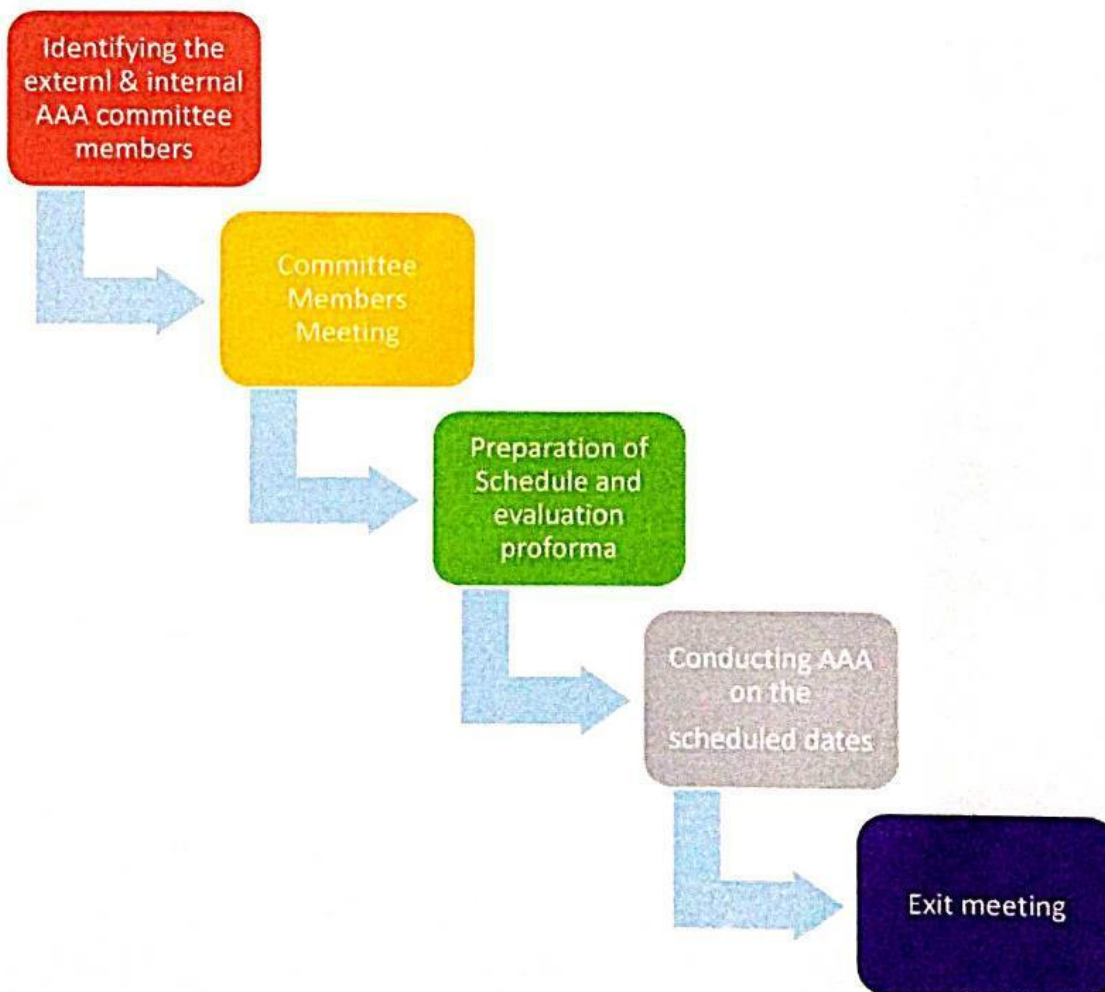 Identifying the
externl & internal
AAA committee
members
Committee
Members
Meeting
Preparation of
Schedule and
evaluation
proforma
Conducting AAA
on the
scheduled dates
Exit meeting